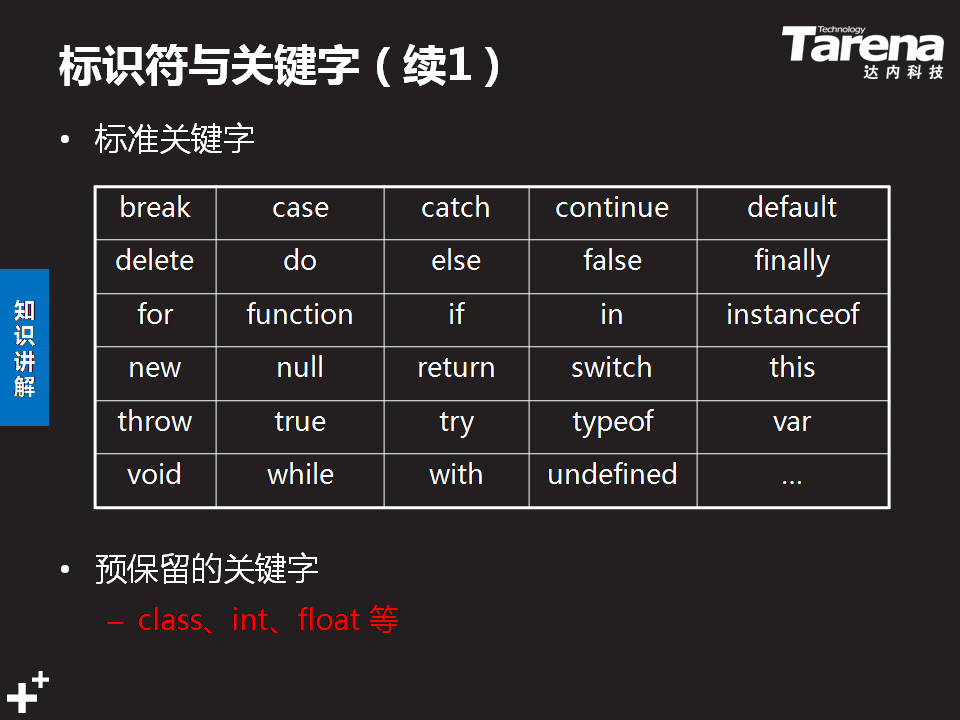 标识符与关键字（续1）
Technology
Tarena
达内科技
• 标准关键字
break case catch continue default
delete do else false finally
for function if in instanceof
new null return switch this
throw true try typeof var
void while with undefined ...
知识讲解
• 预保留的关键字
– class、int、float 等